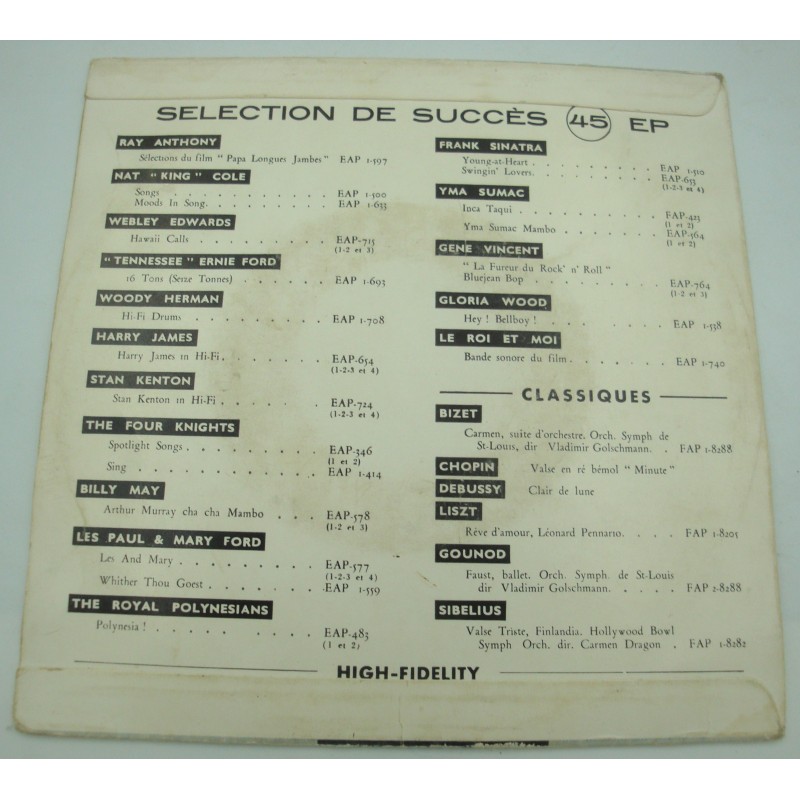 SELECTION DE SUCCÈS 45 EP
RAY ANTHONY
Sélections du film " Papa Longues Jambes " EAP 1-597
NAT "KING" COLE
Songs . . . . . . . . . . EAP 1-500
Moods In Song. . . . . . . . . EAP 1-633
WEBLEY EDWARDS
Hawaii Calls . . . . . . . . EAP-715
(1-2 et 3)
"TENNESSEE" ERNIE FORD
16 Tons (Seize Tonnes) . . . . . . EAP 1-693
WOODY HERMAN
Hi-Fi Drums . . . . . . . . EAP 1-708
HARRY JAMES
Harry James in Hi-Fi. . . . . . . EAP-654
(1-2-3 et 4)
STAN KENTON
Stan Kenton in Hi-Fi . . . . . . EAP-724
(1-2-3 et 4)
THE FOUR KNIGHTS
Spotlight Songs . . . . . . . EAP-346
(1 et 2)
Sing . . . . . . . . . . EAP 1-414
BILLY MAY
Arthur Murray cha cha Mambo . . . EAP-578
(1-2 et 3)
LES PAUL & MARY FORD
Les And Mary . . . . . . . . EAP-577
(1-2-3 et 4)
Whither Thou Goest . . . . . . EAP 1-559
THE ROYAL POLYNESIANS
Polynesia ! . . . . . . . . . EAP-483
(1 et 2)
FRANK SINATRA
Young-at-Heart . . . . . . . . EAP 1-510
Swingin' Lovers. . . . . . . . EAP-653
(1-2-3 et 4)
YMA SUMAC
Inca Taqui . . . . . . . . . EAP-423
(1 et 2)
Yma Sumac Mambo . . . . . . . EAP-564
(1 et 2)
GENE VINCENT
" La Fureur du Rock' n' Roll "
Bluejean Bop . . . . . . . . EAP-764
(1-2 et 3)
GLORIA WOOD
Hey ! Bellboy ! . . . . . . . EAP 1-538
LE ROI ET MOI
Bande sonore du film . . . . . . EAP 1-740
CLASSIQUES
BIZET
Carmen, suite d'orchestre. Orch. Symph de
St-Louis, dir Vladimir Golschmann. . FAP 1-8288
CHOPIN Valse en ré bémol " Minute "
DEBUSSY Clair de lune
LISZT
Rêve d'amour, Léonard Pennario. . . . FAP 1-8205
GOUNOD
Faust, ballet. Orch. Symph. de St-Louis
dir Vladimir Golschmann. . . . . FAP 2-8288
SIBELIUS
Valse Triste, Finlandia. Hollywood Bowl
Symph Orch. dir. Carmen Dragon . FAP 1-8282
HIGH-FIDELITY